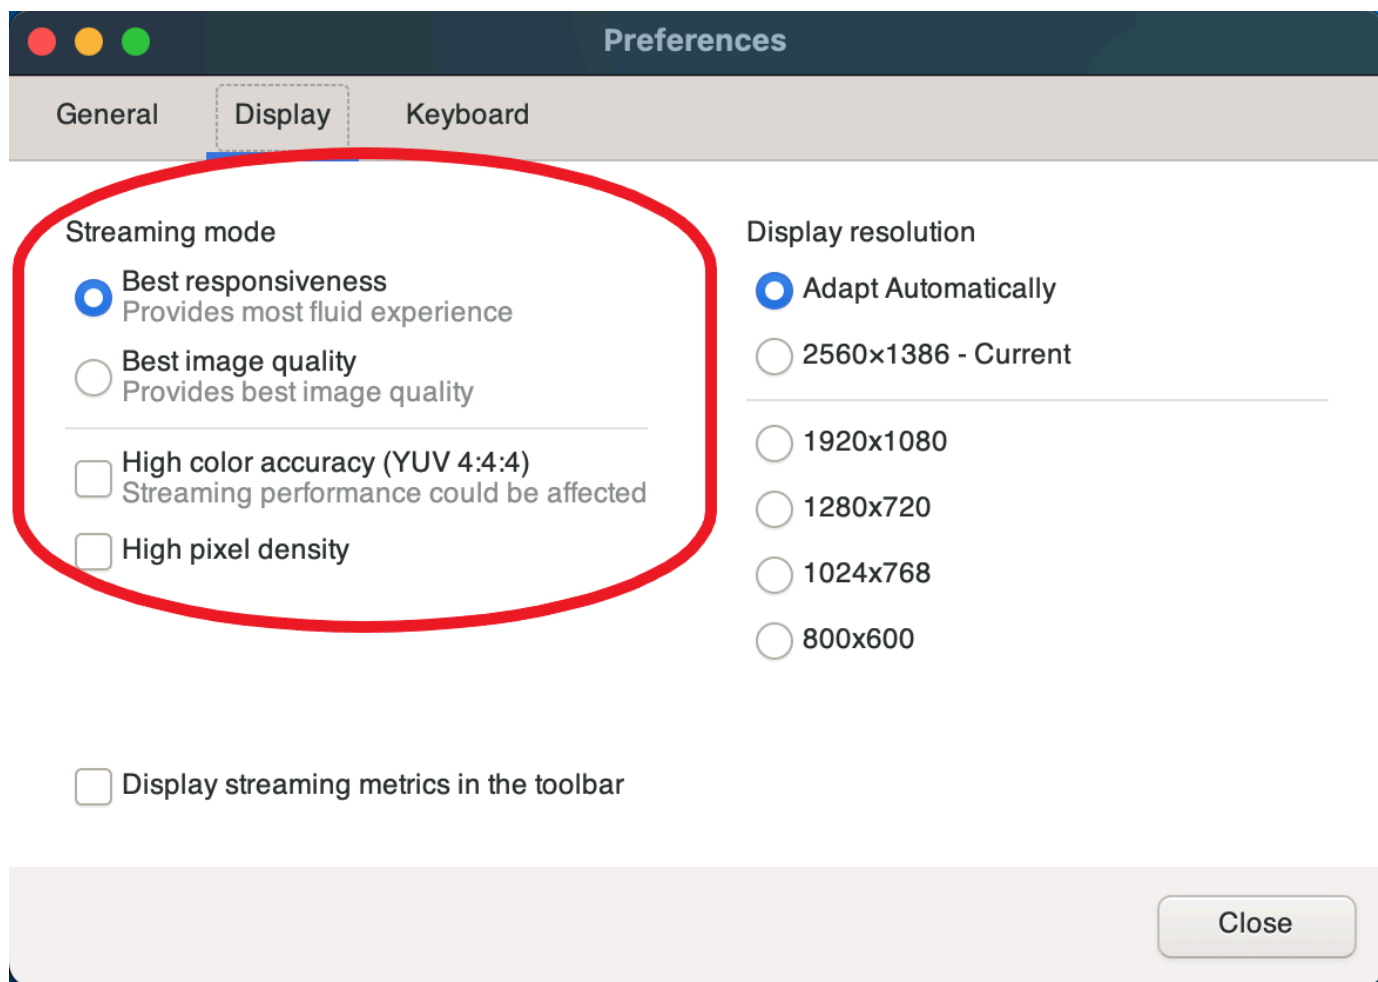 Preferences
General
Display
Keyboard
Streaming mode
Best responsiveness
Provides most fluid experience
Best image quality
Provides best image quality
High color accuracy (YUV 4:4:4)
Streaming performance could be affected
High pixel density
Display resolution
Adapt Automatically
2560×1386 - Current
1920x1080
1280x720
1024x768
800x600
Display streaming metrics in the toolbar
Close